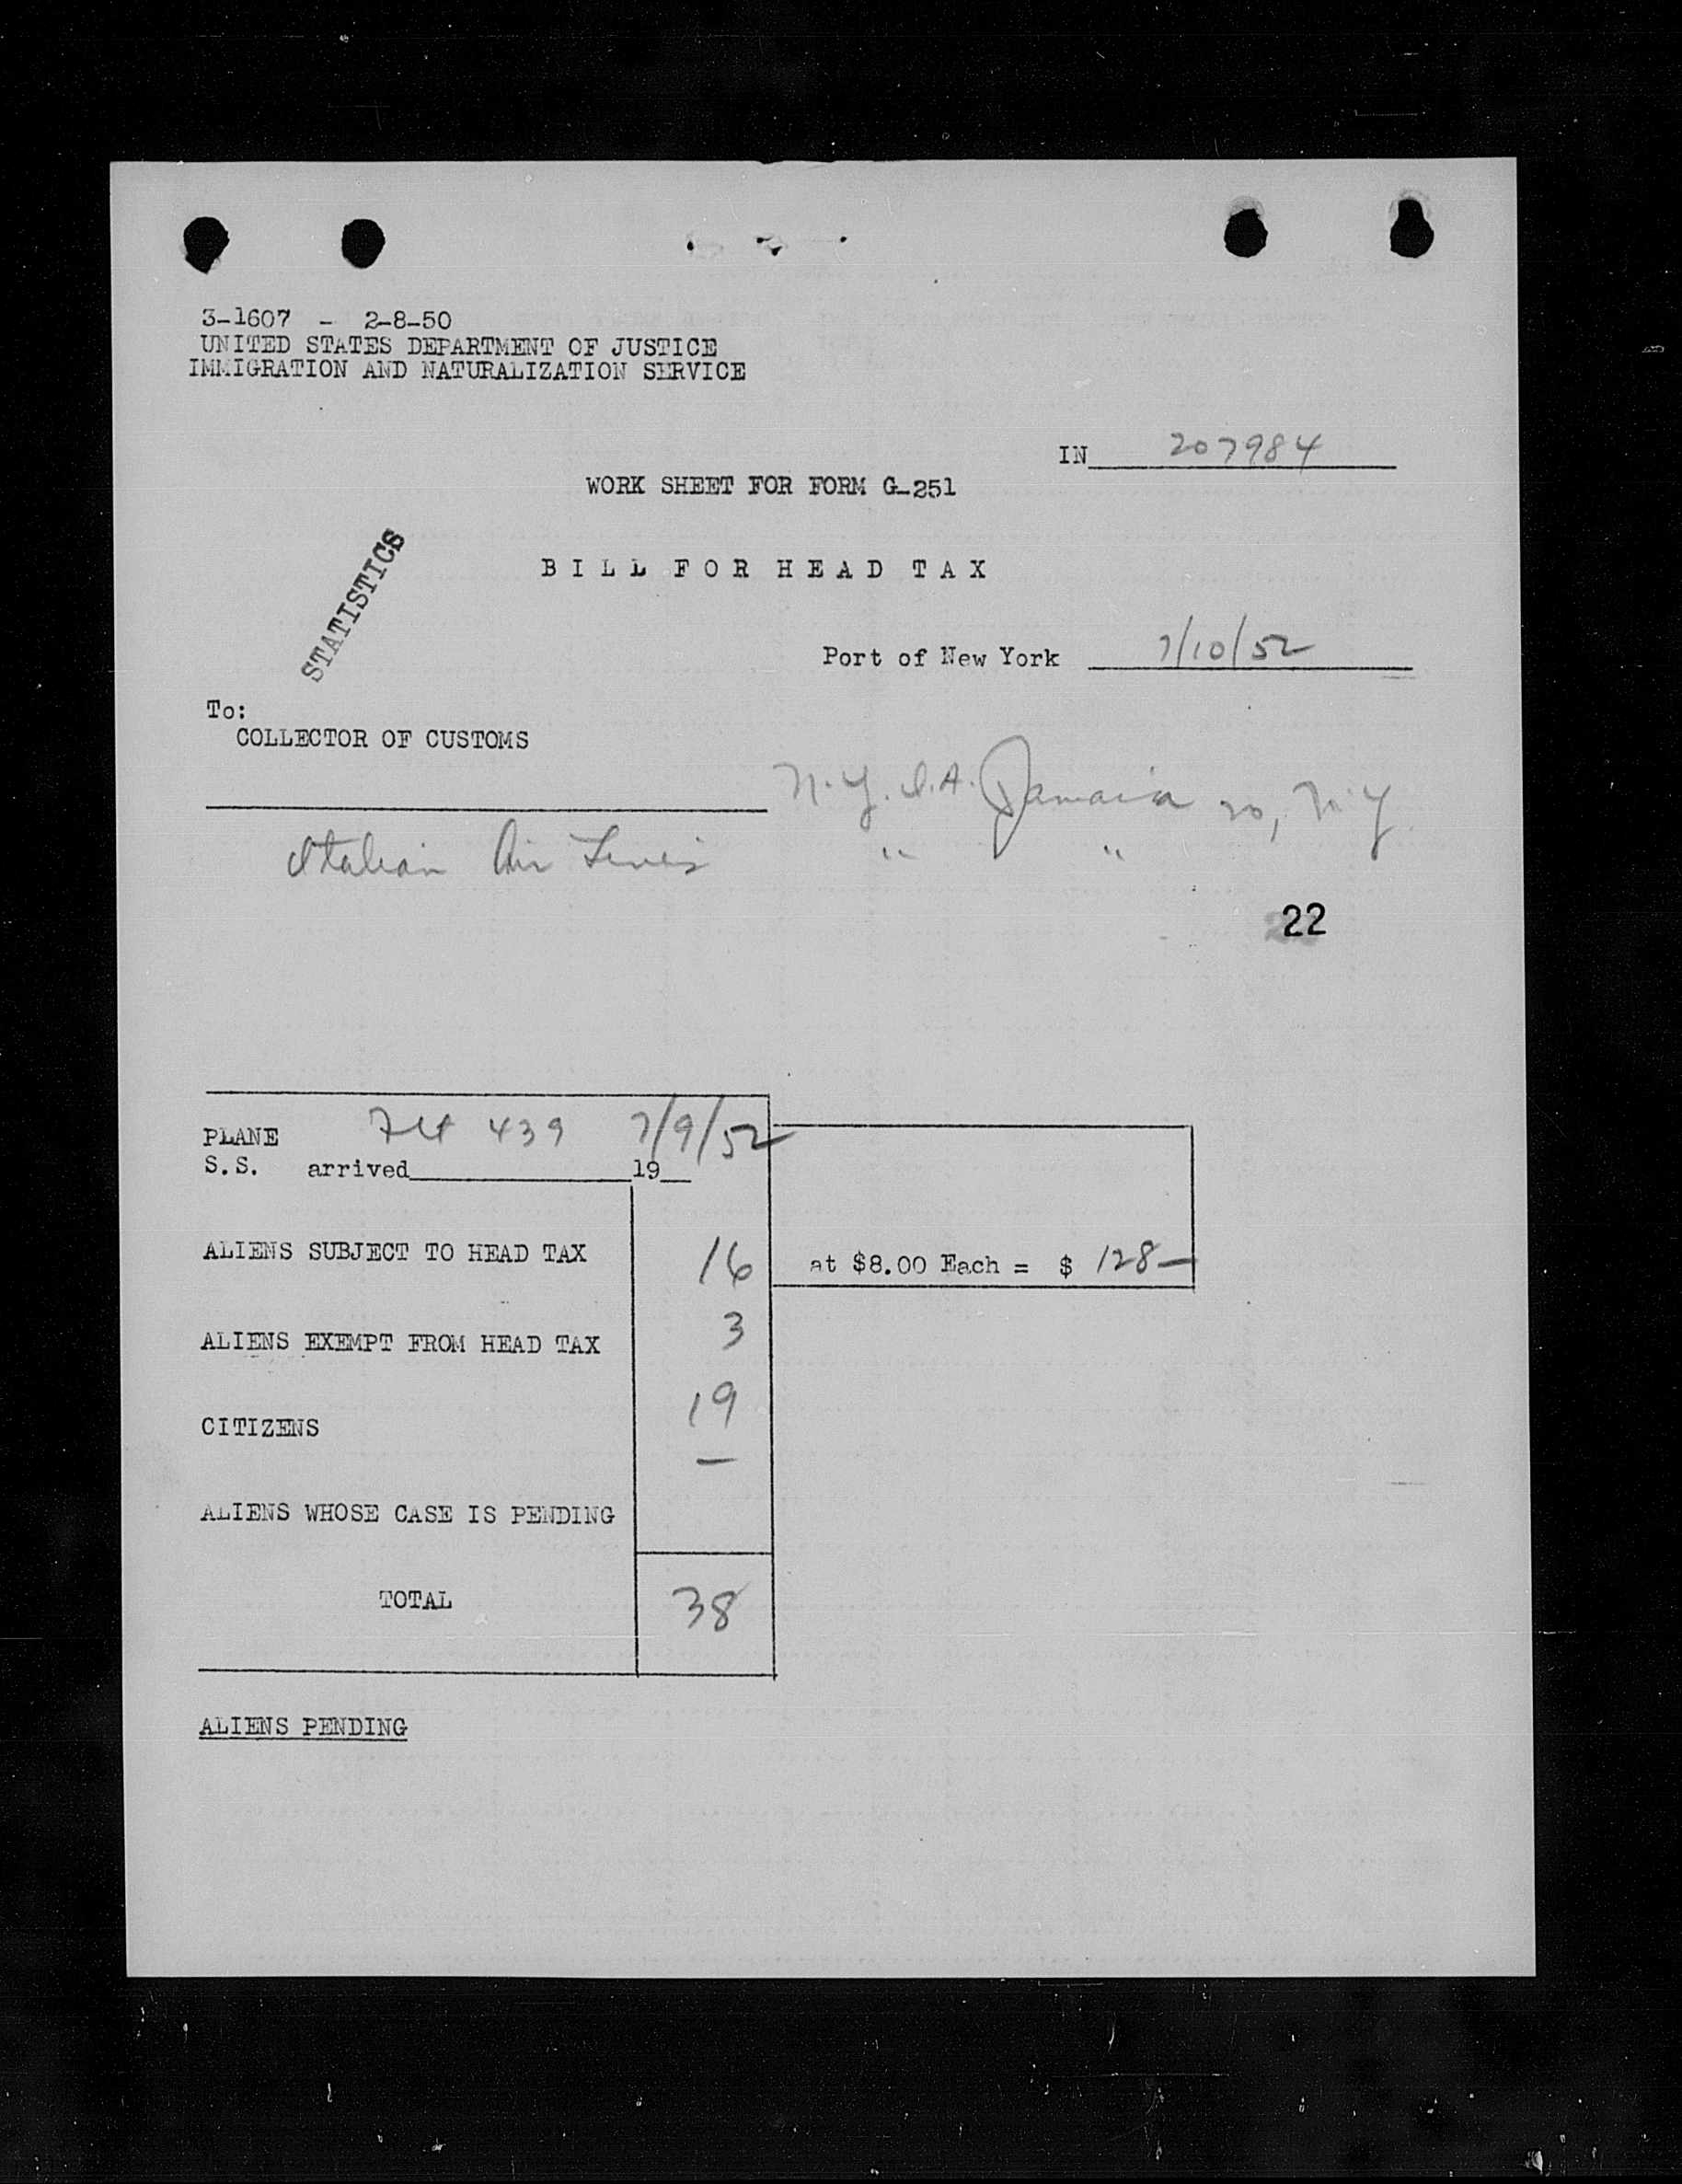 3-1607 - 2-8-50
UNITED STATES DEPARTMENT OF JUSTICE
IMMIGRATION AND NATURALIZATION SERVICE
IN 207984
WORK SHEET FOR FORM G-251
STATISTICS
BILL FOR HEAD TAX
Port of New York 7/10/52
To:
COLLECTOR OF CUSTOMS
N.Y. I.A. Jamaica 20, N.Y.
Italian Air Lines " "
22
PLANE Flt 439 7/9/52
S.S. arrived 19
ALIENS SUBJECT TO HEAD TAX 16 at $8.00 Each = $ 128—
ALIENS EXEMPT FROM HEAD TAX 3
CITIZENS 19
—
ALIENS WHOSE CASE IS PENDING
TOTAL 38
ALIENS PENDING